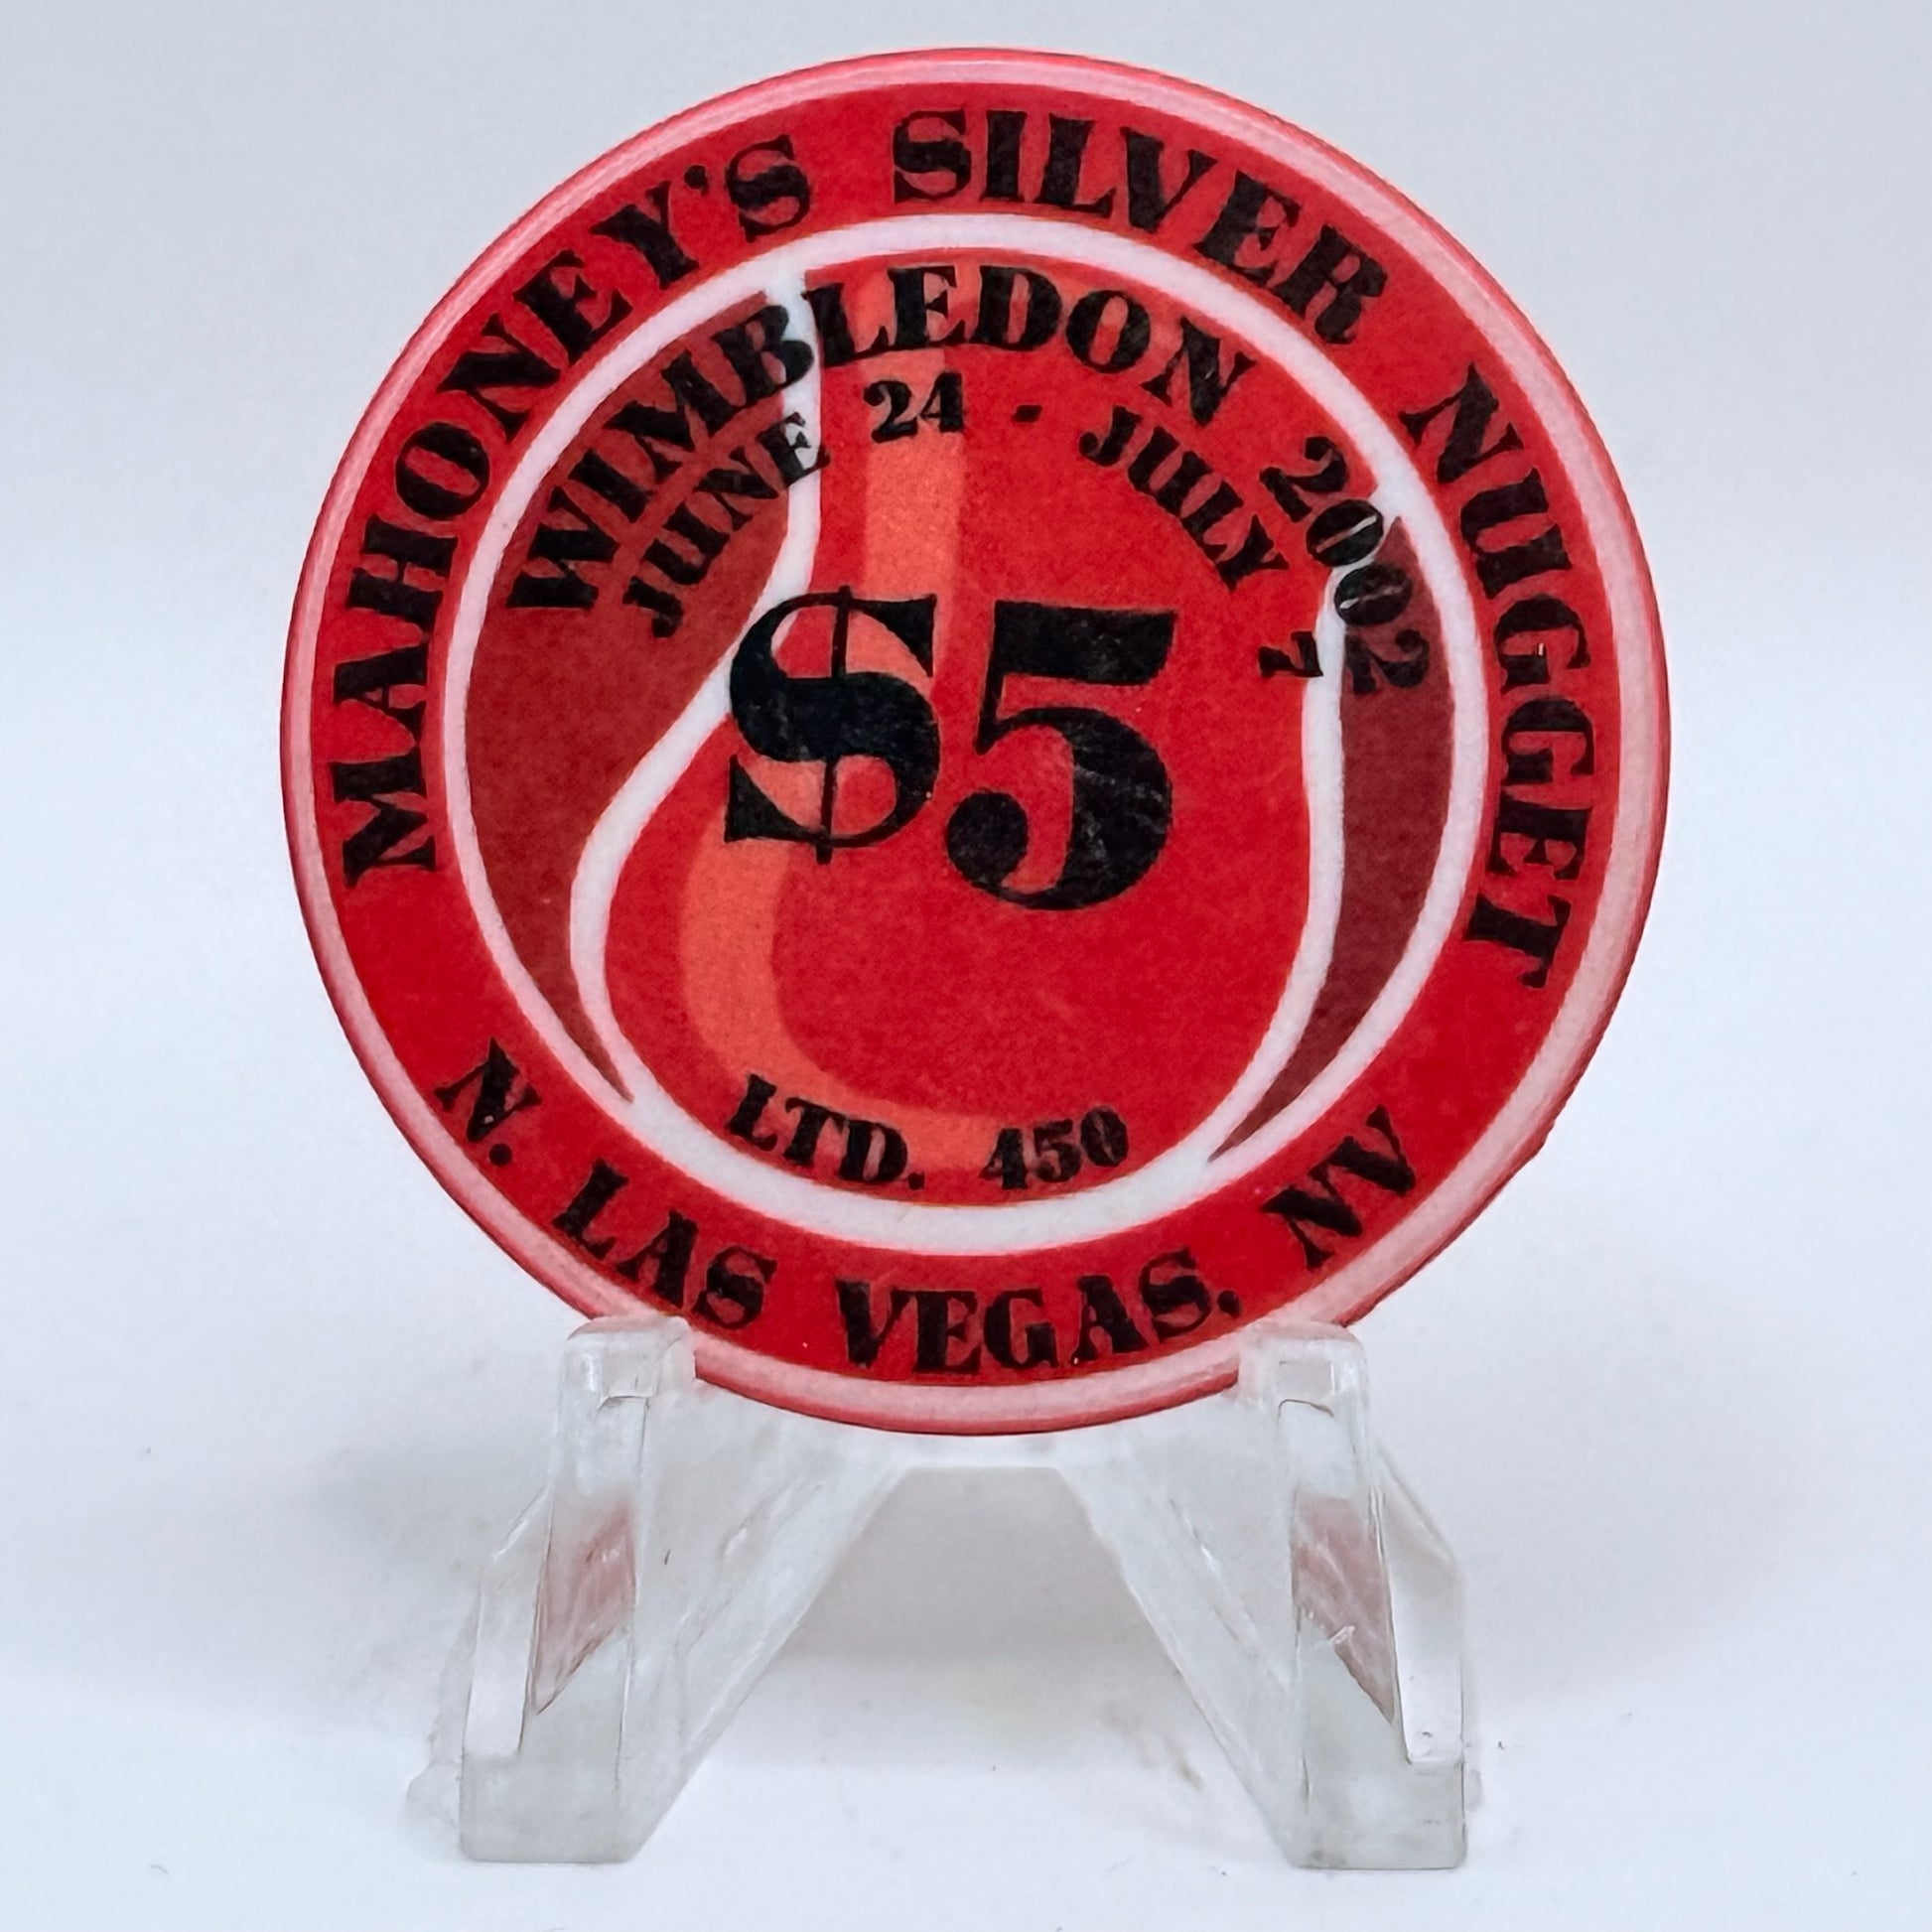 MAHONEY'S SILVER NUGGET
WIMBLEDON 2002
JUNE 24 - JULY 7
$5
LTD. 450
N. LAS VEGAS, NV